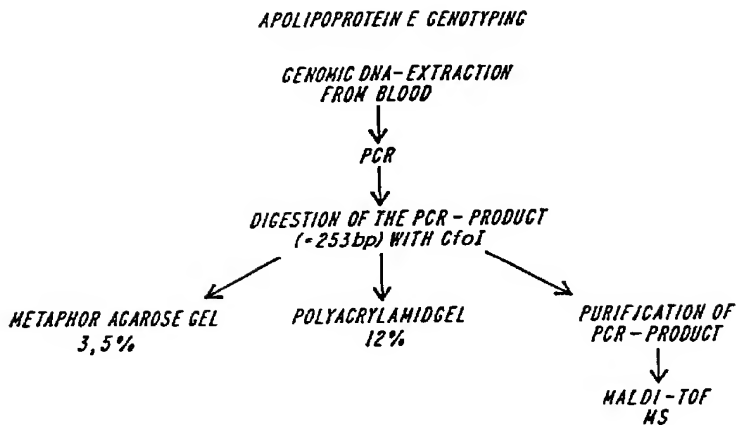 APOLIPOPROTEIN E GENOTYPING
GENOMIC DNA-EXTRACTION
FROM BLOOD
PCR
DIGESTION OF THE PCR-PRODUCT
(=253bp) WITH CfoI
METAPHOR AGAROSE GEL
3,5%
POLYACRYLAMIDGEL
12%
PURIFICATION OF
PCR-PRODUCT
MALDI-TOF
MS